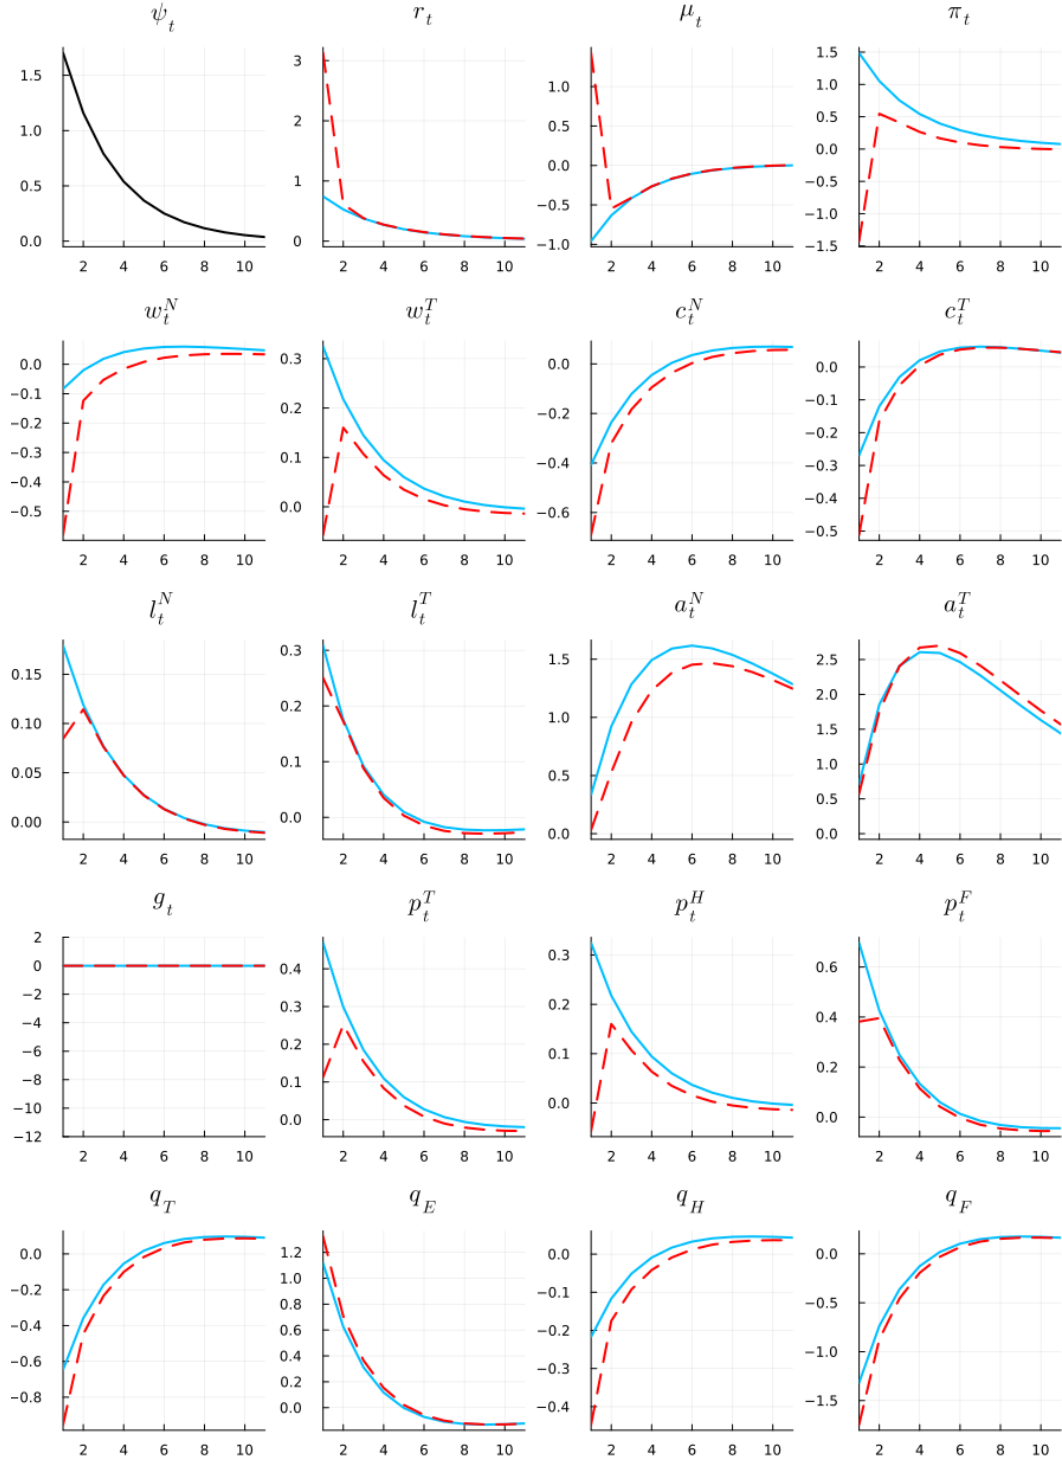 ψ_t r_t μ_t π_t
1.5 3 1.0 1.5
1.0 2 0.5 1.0
0.5 1 0.0 0.5
0.0 0 −0.5 0.0
−1.0 −0.5
−1.0
−1.5
2 4 6 8 10 2 4 6 8 10 2 4 6 8 10 2 4 6 8 10
w_t^N w_t^T c_t^N c_t^T
0.0 0.3 0.0 0.0
−0.1 0.2 −0.2 −0.1
−0.2 0.1 −0.4 −0.2
−0.3 0.0 −0.6 −0.3
−0.4 −0.4
−0.5 −0.5
2 4 6 8 10 2 4 6 8 10 2 4 6 8 10 2 4 6 8 10
l_t^N l_t^T a_t^N a_t^T
0.15 0.3 1.5 2.5
0.10 0.2 1.0 2.0
0.05 0.1 0.5 1.5
0.00 0.0 0.0 1.0
0.5
0.0
2 4 6 8 10 2 4 6 8 10 2 4 6 8 10 2 4 6 8 10
g_t p_t^T p_t^H p_t^F
2 0.4 0.3 0.6
0 0.3 0.2 0.4
−2 0.2 0.1 0.2
−4 0.1 0.0 0.0
−6 0.0
−8
−10
−12
2 4 6 8 10 2 4 6 8 10 2 4 6 8 10 2 4 6 8 10
q_T q_E q_H q_F
0.0 1.2 0.0 0.0
−0.2 1.0 −0.1 −0.5
−0.4 0.8 −0.2 −1.0
−0.6 0.6 −0.3 −1.5
−0.8 0.4 −0.4
0.2
0.0
2 4 6 8 10 2 4 6 8 10 2 4 6 8 10 2 4 6 8 10